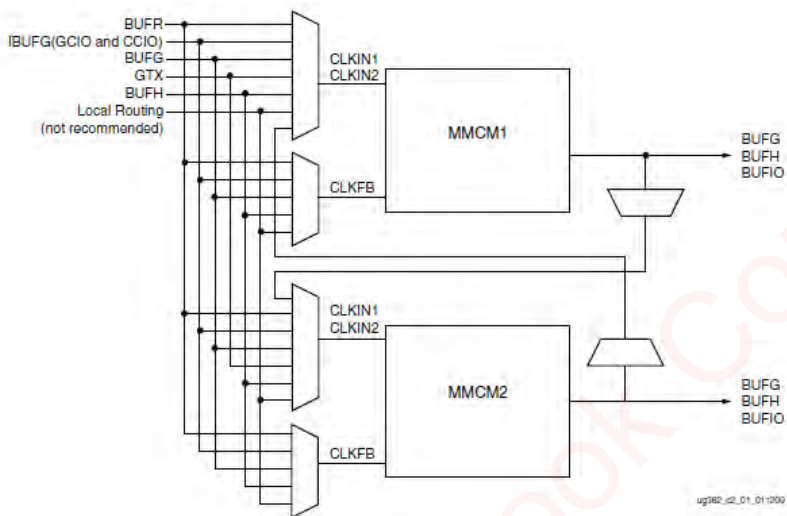 BUFR
IBUFG(GCIO and CCIO)
BUFG
GTX
BUFH
Local Routing
(not recommended)
CLKIN1
CLKIN2
MMCM1
BUFG
BUFH
BUFIO
CLKFB
CLKIN1
CLKIN2
MMCM2
BUFG
BUFH
BUFIO
CLKFB
ug362_c2_01_011209